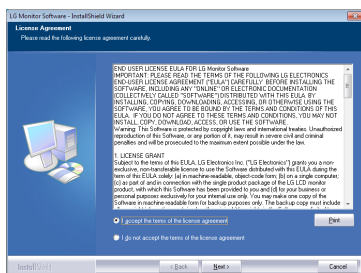 LG Monitor Software - InstallShield Wizard
License Agreement
Please read the following license agreement carefully.
END USER LICENSE EULA FOR LG Monitor Software
IMPORTANT: PLEASE READ THE TERMS OF THE FOLLOWING LG ELECTRONICS
END-USER LICENSE AGREEMENT ("EULA") CAREFULLY BEFORE INSTALLING THE
SOFTWARE, INCLUDING ANY "ONLINE" OR ELECTRONIC DOCUMENTATION
(COLLECTIVELY CALLED "SOFTWARE") DISTRIBUTED WITH THIS EULA. BY
INSTALLING, COPYING, DOWNLOADING, ACCESSING, OR OTHERWISE USING THE
SOFTWARE, YOU AGREE TO BE BOUND BY THE TERMS AND CONDITIONS OF THIS
EULA. IF YOU DO NOT AGREE TO THESE TERMS AND CONDITIONS, YOU MAY NOT
INSTALL, COPY, DOWNLOAD, ACCESS, OR USE THE SOFTWARE.
Warning: This Software is protected by copyright laws and international treaties. Unauthorized
reproduction of this Software, or any portion of it, may result in severe civil and criminal
penalties and will be prosecuted to the maximum extent possible under the law.
1. LICENSE GRANT
Subject to the terms of this EULA, LG Electronics Inc. ("LG Electronics") grants you a non-
exclusive, non-transferable license to use the Software distributed with this EULA during the
term of this EULA solely: (a) in machine-readable, object-code form; (b) on a single computer;
(c) as part of and in connection with the single product package of the LG LCD monitor
product, with which this Software has been provided to you and (d) for your business or
personal purposes exclusively for your internal use only. You may make one copy of the
Software in machine-readable form for backup purposes only. The backup copy must include
I accept the terms of the license agreement
Print
I do not accept the terms of the license agreement
InstallShield
< Back
Next >
Cancel